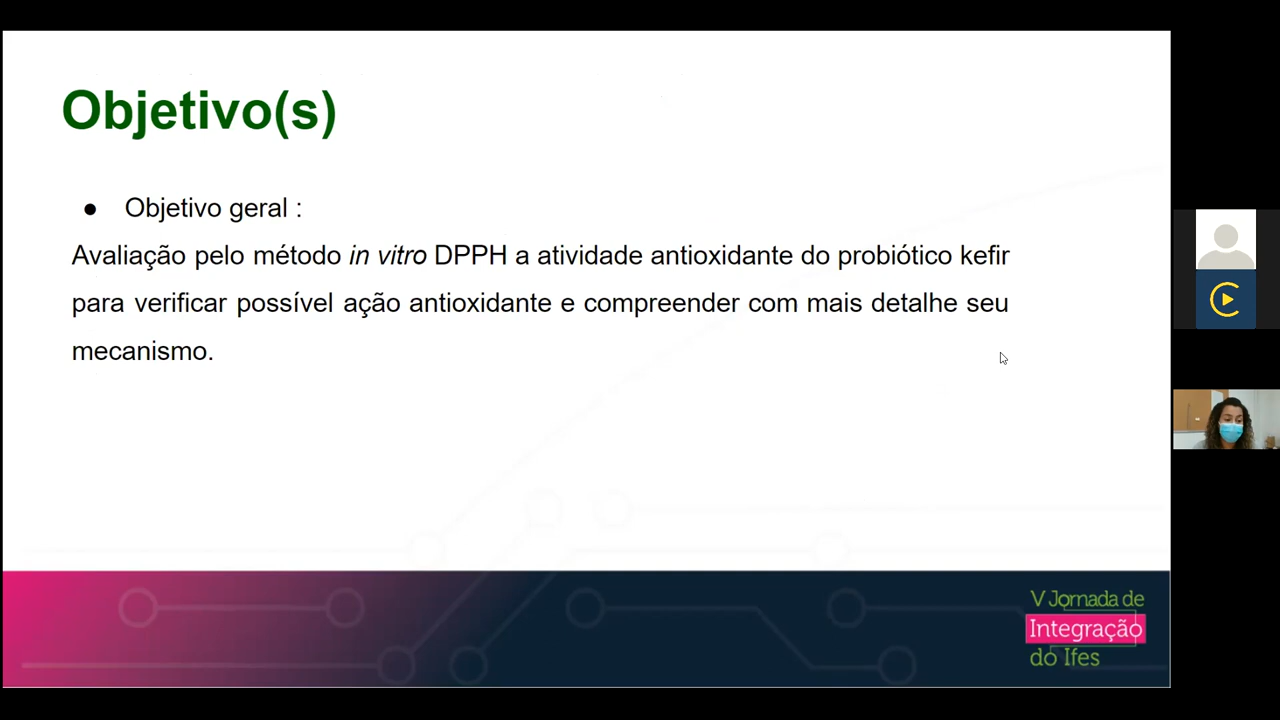 Objetivo(s)
● Objetivo geral :
Avaliação pelo método in vitro DPPH a atividade antioxidante do probiótico kefir
para verificar possível ação antioxidante e compreender com mais detalhe seu
mecanismo.
V Jornada de
Integração
do Ifes